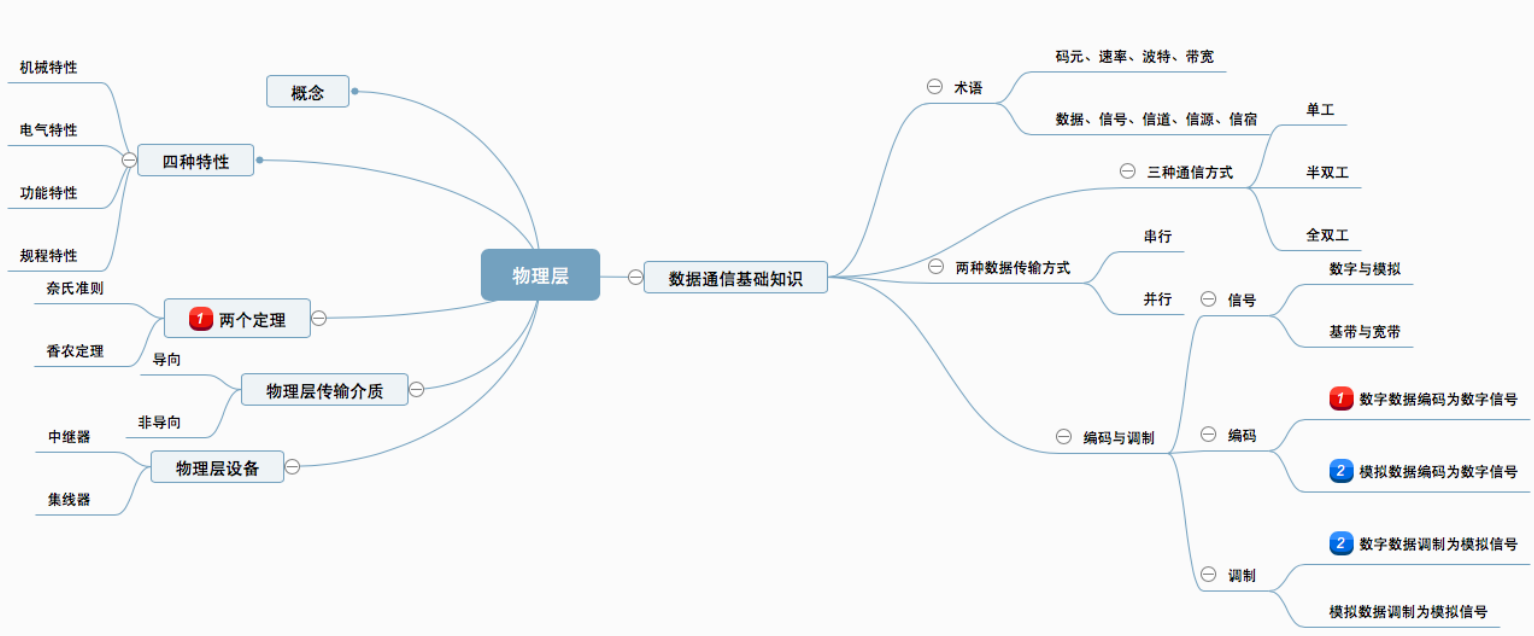 物理层
概念
四种特性
机械特性
电气特性
功能特性
规程特性
1 两个定理
奈氏准则
香农定理
物理层传输介质
导向
非导向
物理层设备
中继器
集线器
数据通信基础知识
术语
码元、速率、波特、带宽
数据、信号、信道、信源、信宿
三种通信方式
单工
半双工
全双工
两种数据传输方式
串行
并行
编码与调制
信号
数字与模拟
基带与宽带
编码
1 数字数据编码为数字信号
2 模拟数据编码为数字信号
调制
2 数字数据调制为模拟信号
模拟数据调制为模拟信号